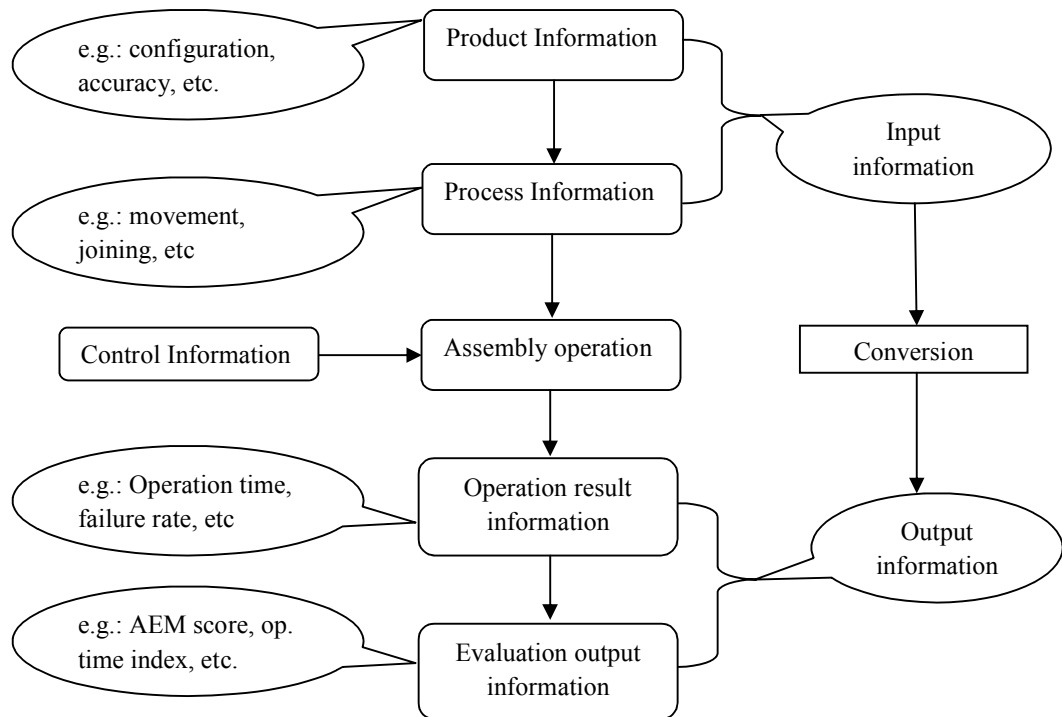 e.g.: configuration,
accuracy, etc.
Product Information
Input
information
e.g.: movement,
joining, etc
Process Information
Control Information
Assembly operation
Conversion
e.g.: Operation time,
failure rate, etc
Operation result
information
Output
information
e.g.: AEM score, op.
time index, etc.
Evaluation output
information